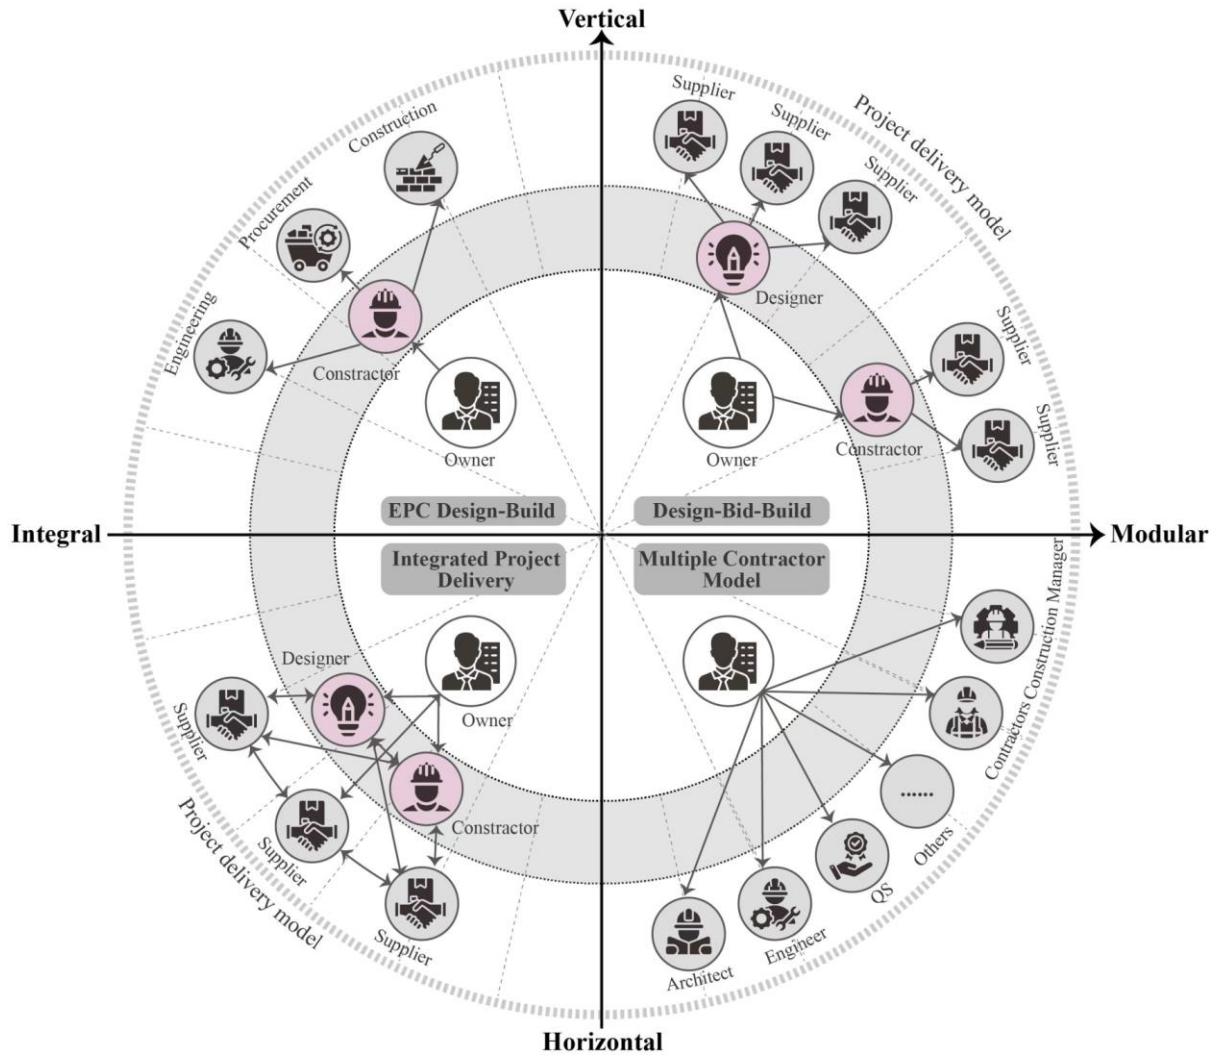 Vertical
Supplier
Supplier
Supplier
Project delivery model
Construction
Procurement
Engineering
Constractor
Owner
Designer
Owner
Constractor
Supplier
Supplier
EPC Design-Build
Design-Bid-Build
Integral
Modular
Integrated Project
Delivery
Multiple Contractor
Model
Designer
Owner
Supplier
Constractor
Supplier
Supplier
Project delivery model
Construction Manager
Contractors
......
Others
QS
Engineer
Architect
Horizontal